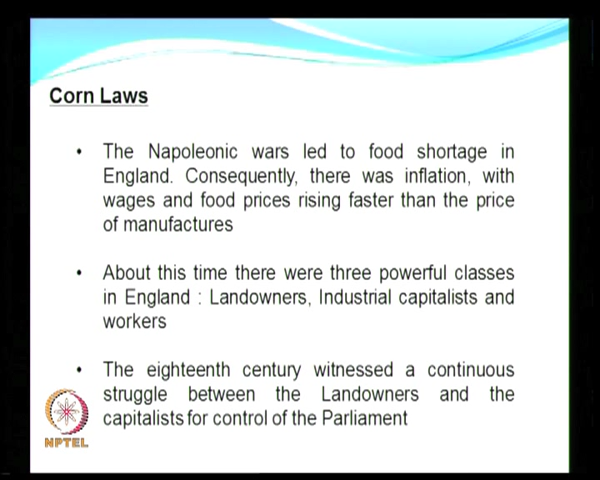 Corn Laws
• The Napoleonic wars led to food shortage in
England. Consequently, there was inflation, with
wages and food prices rising faster than the price
of manufactures
• About this time there were three powerful classes
in England : Landowners, Industrial capitalists and
workers
• The eighteenth century witnessed a continuous
struggle between the Landowners and the
capitalists for control of the Parliament
NPTEL